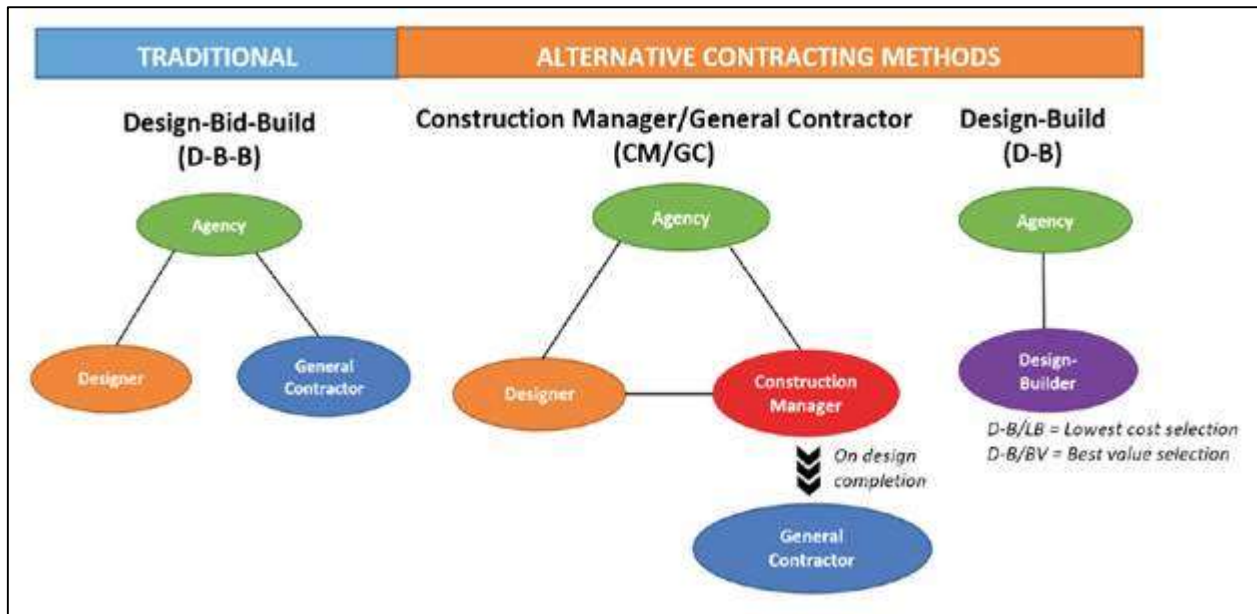 TRADITIONAL
ALTERNATIVE CONTRACTING METHODS
Design-Bid-Build
(D-B-B)
Agency
Designer
General
Contractor
Construction Manager/General Contractor
(CM/GC)
Agency
Designer
Construction
Manager
On design
completion
General
Contractor
Design-Build
(D-B)
Agency
Design-
Builder
D-B/LB = Lowest cost selection
D-B/BV = Best value selection